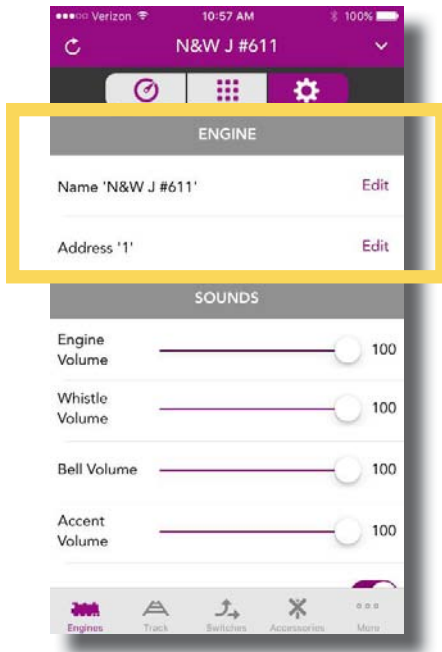 Verizon 10:57 AM 100%
N&W J #611
ENGINE
Name 'N&W J #611' Edit
Address '1' Edit
SOUNDS
Engine
Volume 100
Whistle
Volume 100
Bell Volume 100
Accent
Volume 100
Engines Track Switches Accessories More